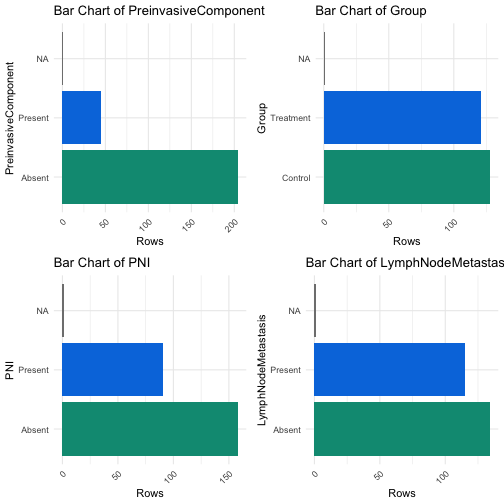 Bar Chart of PreinvasiveComponent
PreinvasiveComponent
NA
Present
Absent
0
50
100
150
200
Rows
Bar Chart of Group
Group
NA
Treatment
Control
0
50
100
Rows
Bar Chart of PNI
PNI
NA
Present
Absent
0
50
100
150
Rows
Bar Chart of LymphNodeMetastas
LymphNodeMetastasis
NA
Present
Absent
0
50
100
Rows